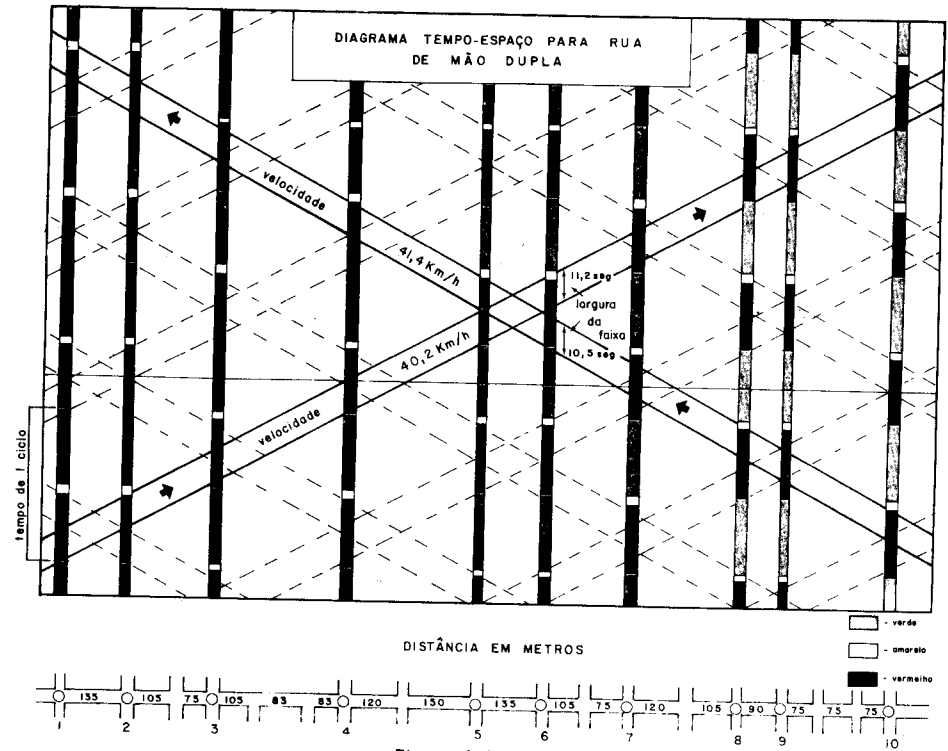 DIAGRAMA TEMPO-ESPAÇO PARA RUA
DE MÃO DUPLA
velocidade
41,4 Km/h
11,2 seg
largura
da
faixa
10,5 seg
40,2 Km/h
velocidade
tempo de 1 ciclo
DISTÂNCIA EM METROS
- verde
- amarelo
- vermelho
135 105 75 105 83 83 120 150 135 105 75 120 105 90 75 75 75
1 2 3 4 5 6 7 8 9 10